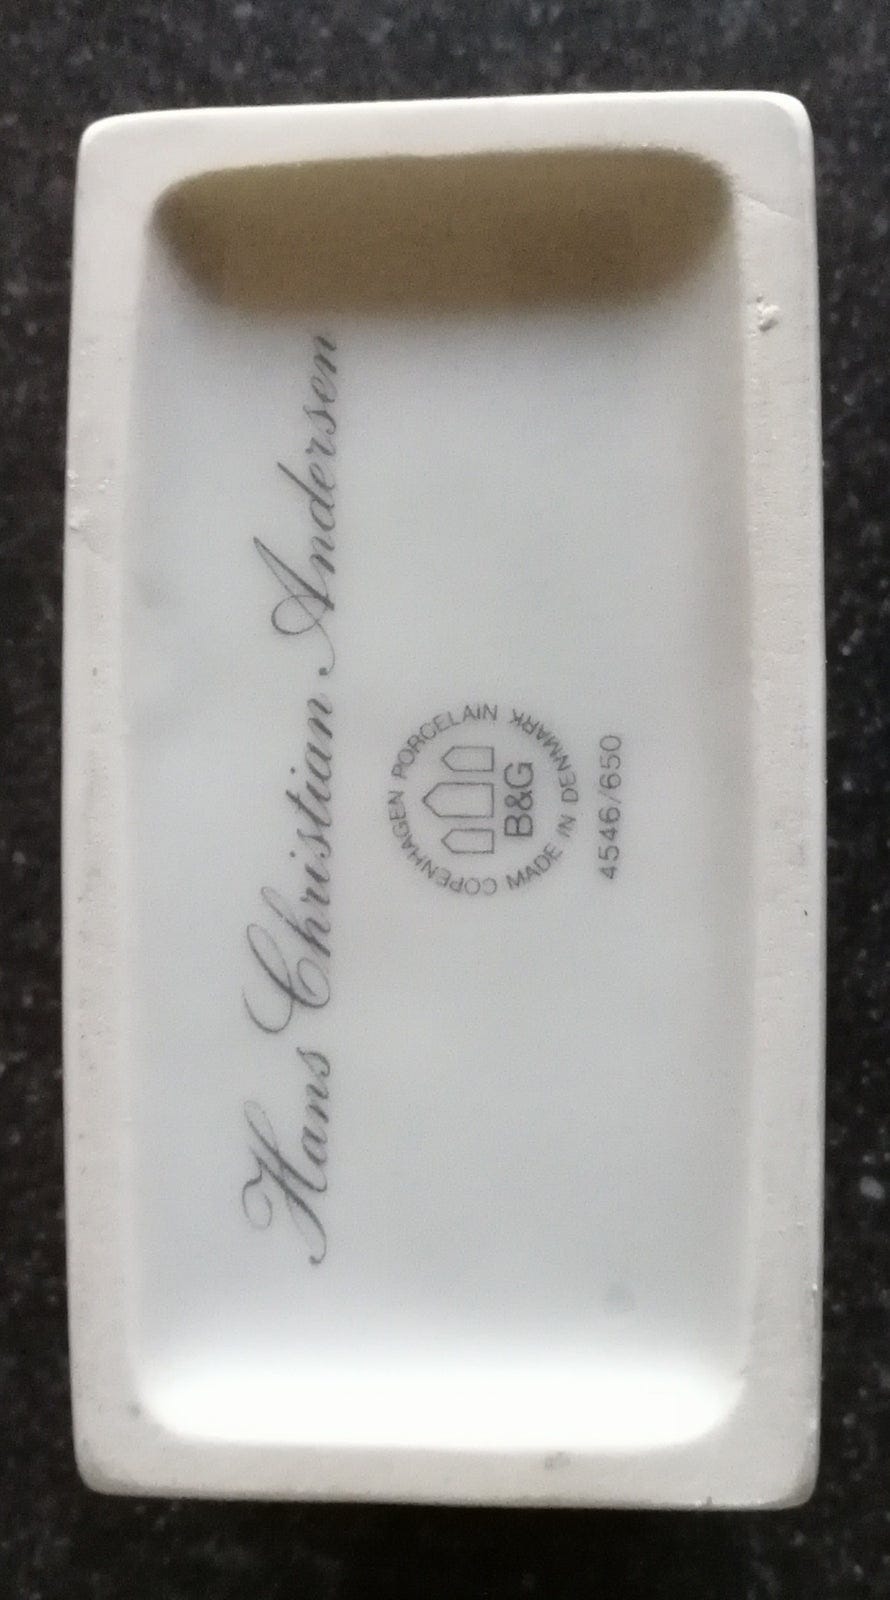 Hans Christian Andersen
COPENHAGEN PORCELAIN
B&G
MADE IN DENMARK
4546/650